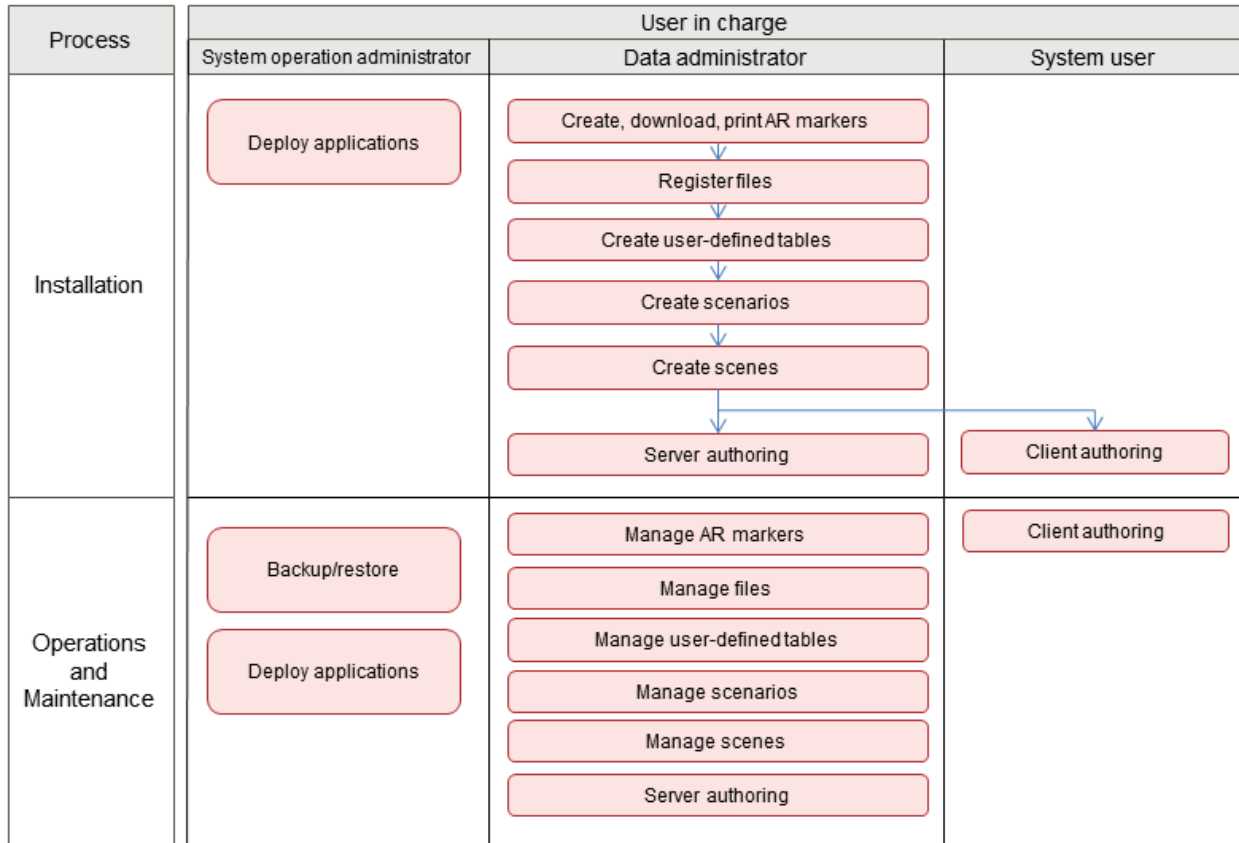 Process
User in charge
System operation administrator
Data administrator
System user
Installation
Deploy applications
Create, download, print AR markers
Register files
Create user-defined tables
Create scenarios
Create scenes
Server authoring
Client authoring
Operations
and
Maintenance
Backup/restore
Deploy applications
Manage AR markers
Manage files
Manage user-defined tables
Manage scenarios
Manage scenes
Server authoring
Client authoring